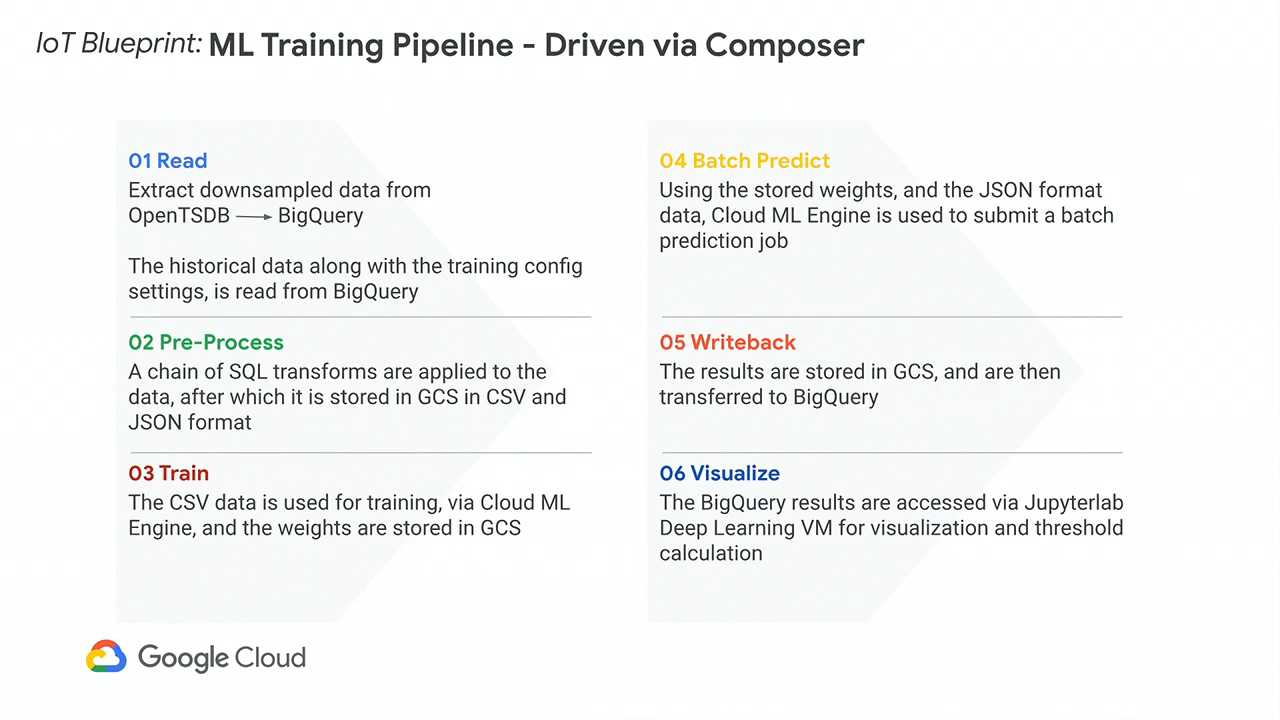 IoT Blueprint: ML Training Pipeline - Driven via Composer
01 Read
Extract downsampled data from
OpenTSDB → BigQuery
The historical data along with the training config
settings, is read from BigQuery
02 Pre-Process
A chain of SQL transforms are applied to the
data, after which it is stored in GCS in CSV and
JSON format
03 Train
The CSV data is used for training, via Cloud ML
Engine, and the weights are stored in GCS
04 Batch Predict
Using the stored weights, and the JSON format
data, Cloud ML Engine is used to submit a batch
prediction job
05 Writeback
The results are stored in GCS, and are then
transferred to BigQuery
06 Visualize
The BigQuery results are accessed via Jupyterlab
Deep Learning VM for visualization and threshold
calculation
Google Cloud